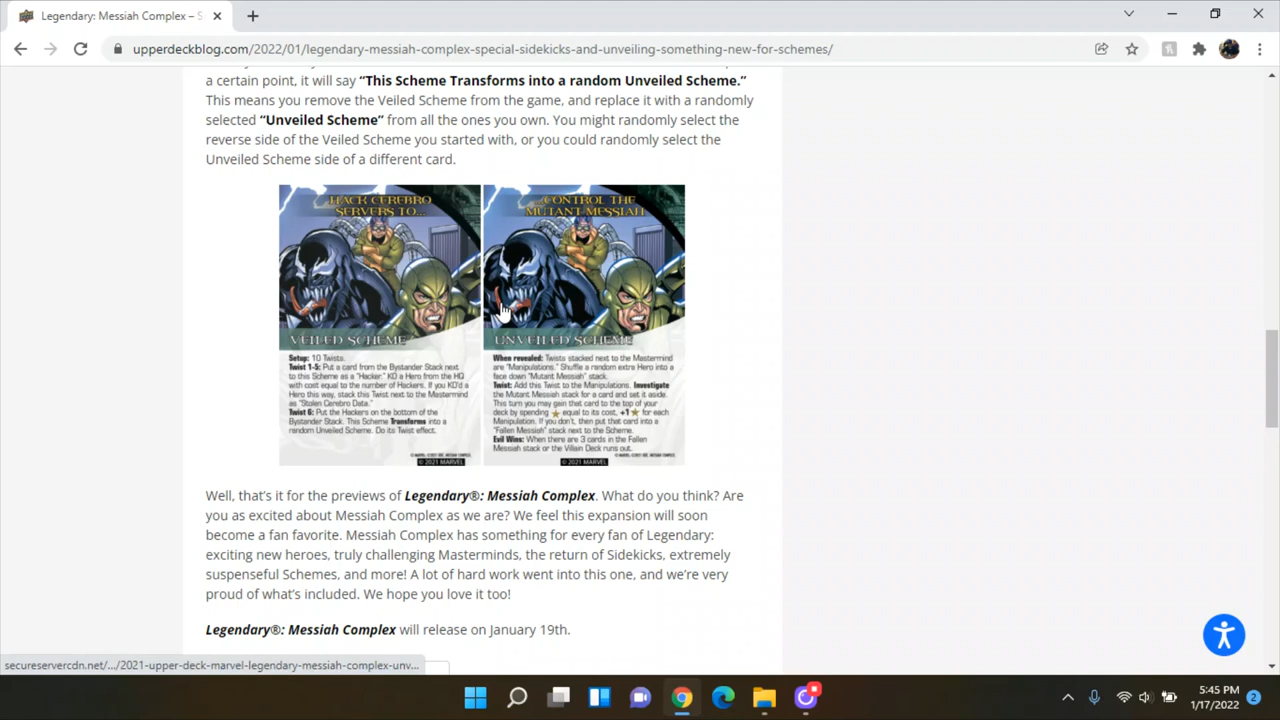 Legendary: Messiah Complex – S
upperdeckblog.com/2022/01/legendary-messiah-complex-special-sidekicks-and-unveiling-something-new-for-schemes/
a certain point, it will say “This Scheme Transforms into a random Unveiled Scheme.”
This means you remove the Veiled Scheme from the game, and replace it with a randomly
selected “Unveiled Scheme” from all the ones you own. You might randomly select the
reverse side of the Veiled Scheme you started with, or you could randomly select the
Unveiled Scheme side of a different card.
HACK CEREBRO
SERVERS TO...
VEILED SCHEME
Setup: 10 Twists.
Twist 1-5: Put a card from the Bystander Stack next
to this Scheme as a "Hacker." KO a Hero from the HQ
with cost equal to the number of Hackers. If you KO'd a
Hero this way, stack this Twist next to the Mastermind
as "Stolen Cerebro Data."
Twist 6: Put the Hackers on the bottom of the
Bystander Stack. This Scheme Transforms into a
random Unveiled Scheme. Do its Twist effect.
© 2021 MARVEL
...CONTROL THE
MUTANT MESSIAH
UNVEILED SCHEME
When revealed: Twists stacked next to the Mastermind
are "Manipulations." Shuffle a random extra Hero into a
face down "Mutant Messiah" stack.
Twist: Add this Twist to the Manipulations. Investigate
the Mutant Messiah stack for a card and set it aside.
This turn you may gain that card to the top of your
deck by spending equal to its cost, +1 for each
Manipulation. If you don't, then put that card into a
"Fallen Messiah" stack next to the Scheme.
Evil Wins: When there are 3 cards in the Fallen
Messiah stack or the Villain Deck runs out.
© 2021 MARVEL
Well, that’s it for the previews of Legendary®: Messiah Complex. What do you think? Are
you as excited about Messiah Complex as we are? We feel this expansion will soon
become a fan favorite. Messiah Complex has something for every fan of Legendary:
exciting new heroes, truly challenging Masterminds, the return of Sidekicks, extremely
suspenseful Schemes, and more! A lot of hard work went into this one, and we’re very
proud of what’s included. We hope you love it too!
Legendary®: Messiah Complex will release on January 19th.
secureservercdn.net/.../2021-upper-deck-marvel-legendary-messiah-complex-unv...
5:45 PM
1/17/2022
2